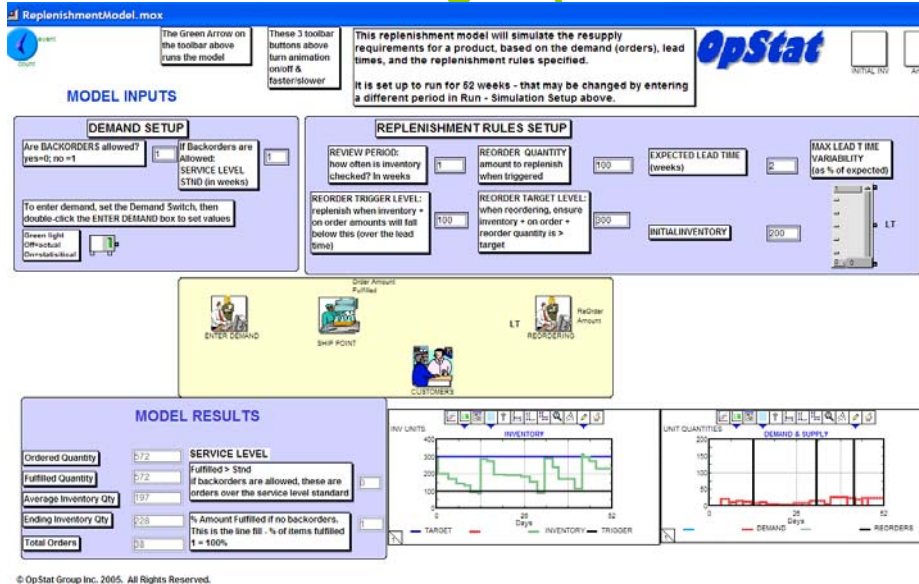 ReplenishmentModel.mox
event
count
The Green Arrow on
the toolbar above
runs the model
These 3 toolbar
buttons above
turn animation
on/off &
faster/slower
This replenishment model will simulate the resupply
requirements for a product, based on the demand (orders), lead
times, and the replenishment rules specified.
It is set up to run for 52 weeks - that may be changed by entering
a different period in Run - Simulation Setup above.
OpStat
INITIAL INV
MODEL INPUTS
DEMAND SETUP
Are BACKORDERS allowed?
yes=0; no =1
1
If Backorders are
Allowed:
SERVICE LEVEL
STND (in weeks)
1
To enter demand, set the Demand Switch, then
double-click the ENTER DEMAND box to set values
Green light
Off=actual
On=statisitical
1
REPLENISHMENT RULES SETUP
REVIEW PERIOD:
how often is inventory
checked? In weeks
1
REORDER QUANTITY
amount to replenish
when triggered
100
EXPECTED LEAD TIME
(weeks)
2
MAX LEAD TIME
VARIABILITY
(as % of expected)
REORDER TRIGGER LEVEL:
replenish when inventory +
on order amounts will fall
below this (over the lead
time)
100
REORDER TARGET LEVEL:
when reordering, ensure
inventory + on order +
reorder quantity is >
target
300
INITIALINVENTORY
200
LT
Order Amount
Fulfilled
ENTER DEMAND
SHIP POINT
LT
REORDERING
ReOrder
Amount
CUSTOMERS
MODEL RESULTS
Ordered Quantity
572
Fulfilled Quantity
572
Average Inventory Qty
197
Ending Inventory Qty
228
Total Orders
38
SERVICE LEVEL
Fulfilled > Stnd
if backorders are allowed, these are
orders over the service level standard
0
% Amount Fulfilled if no backorders.
This is the line fill - % of items fulfilled
1 = 100%
1
INV UNITS
INVENTORY
400
300
200
100
0
0
26
52
Days
TARGET
INVENTORY
TRIGGER
UNIT QUANTITIES
DEMAND & SUPPLY
200
150
100
50
0
0
26
52
Days
DEMAND
REORDERS
© OpStat Group Inc. 2005. All Rights Reserved.